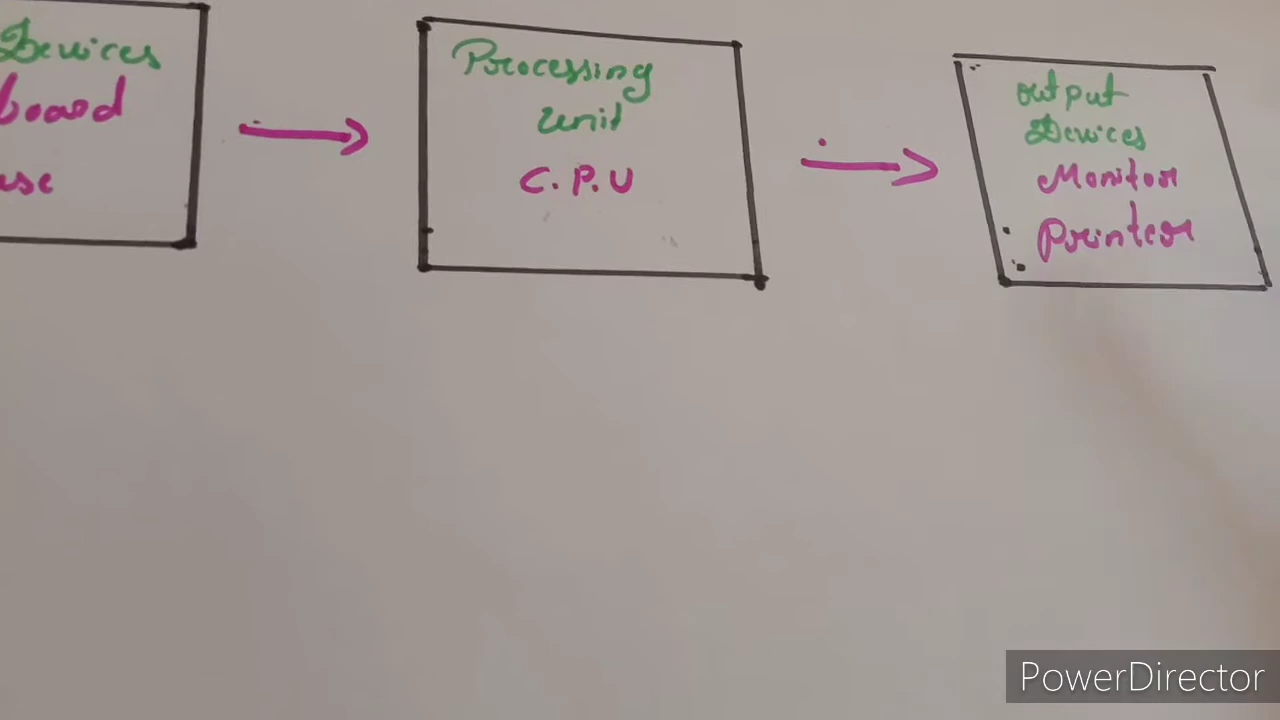 Devices
board
use
Processing
Unit
C.P.U
output
Devices
Monitor
Printer
PowerDirector